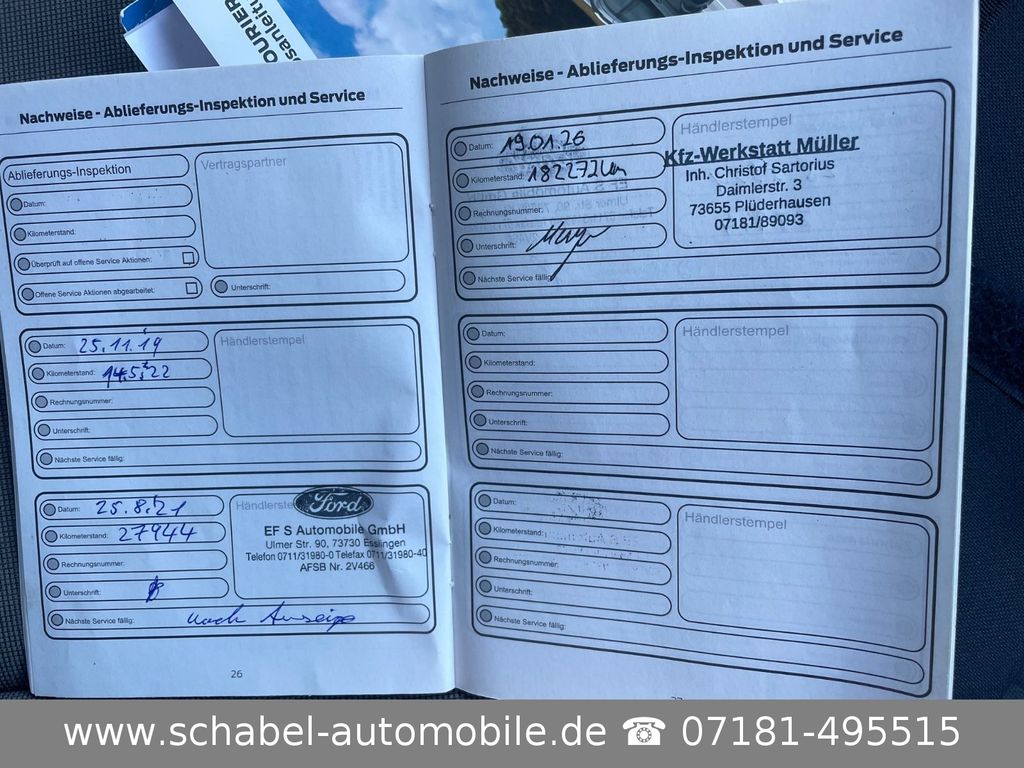 OURIER
sanleitu
Nachweise - Ablieferungs-Inspektion und Service
Ablieferungs-Inspektion
Vertragspartner
Datum:
Kilometerstand:
Überprüft auf offene Service Aktionen:
Offene Service Aktionen abgearbeitet:
Unterschrift:
Datum: 25.11.19
Händlerstempel
Kilometerstand: 14.5.22
Rechnungsnummer:
Unterschrift:
Nächste Service fällig:
Datum: 25.8.21
Händlerste
Ford
Kilometerstand: 27944
EF S Automobile GmbH
Ulmer Str. 90, 73730 Esslingen
Telefon 0711/31980-0 Telefax 0711/31980-40
AFSB Nr. 2V466
Rechnungsnummer:
Unterschrift:
Nächste Service fällig: nach Anzeige
26
Nachweise - Ablieferungs-Inspektion und Service
Datum: 19.01.26
Händlerstempel
Kilometerstand: 182272km
Kfz-Werkstatt Müller
Inh. Christof Sartorius
Daimlerstr. 3
73655 Plüderhausen
07181/89093
Rechnungsnummer:
Unterschrift:
Nächste Service fällig:
Datum:
Händlerstempel
Kilometerstand:
Rechnungsnummer:
Unterschrift:
Nächste Service fällig:
Datum:
Händlerstempel
Kilometerstand:
Rechnungsnummer:
Unterschrift:
Nächste Service fällig:
www.schabel-automobile.de ☎ 07181-495515